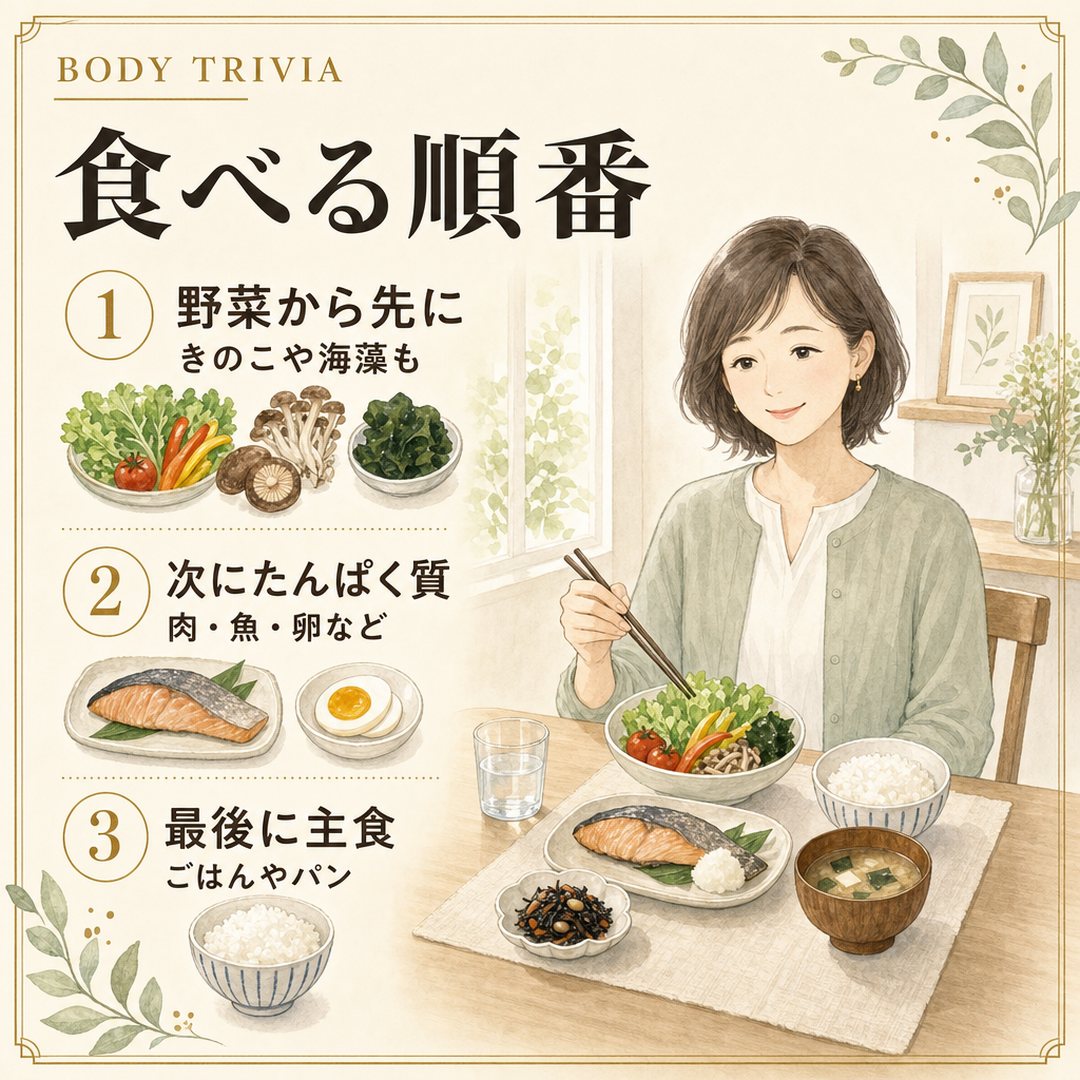 BODY TRIVIA
食べる順番
1
野菜から先に
きのこや海藻も
2
次にたんぱく質
肉・魚・卵など
3
最後に主食
ごはんやパン